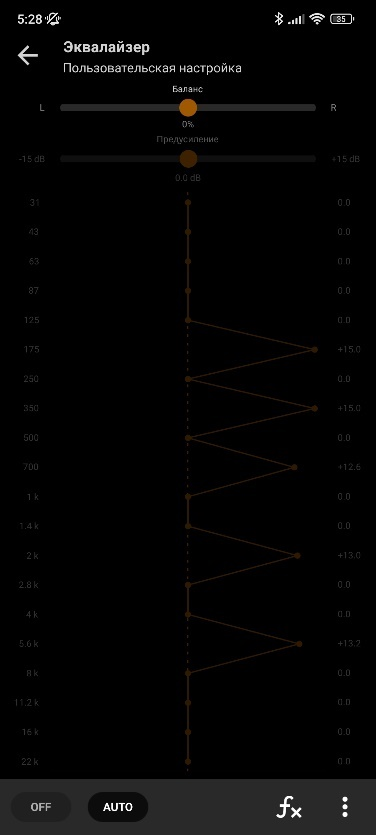 5:28 35
Эквалайзер
Пользовательская настройка
Баланс
L R
0%
Предусиление
-15 dB +15 dB
0.0 dB
31 0.0
43 0.0
63 0.0
87 0.0
125 0.0
175 +15.0
250 0.0
350 +15.0
500 0.0
700 +12.6
1 k 0.0
1.4 k 0.0
2 k +13.0
2.8 k 0.0
4 k 0.0
5.6 k +13.2
8 k 0.0
11.2 k 0.0
16 k 0.0
22 k 0.0
OFF AUTO fx